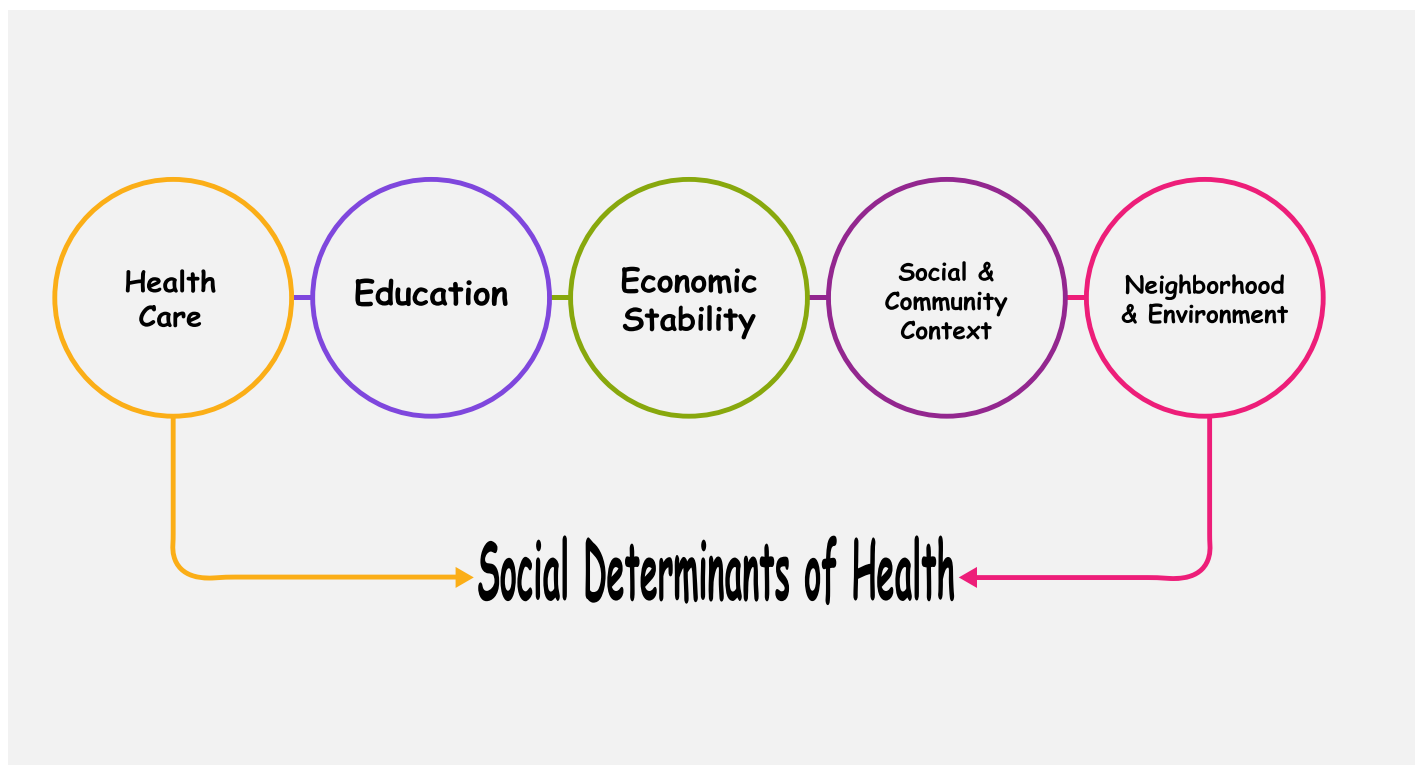 Health
Care
Education
Economic
Stability
Social &
Community
Context
Neighborhood
& Environment
Social Determinants of Health